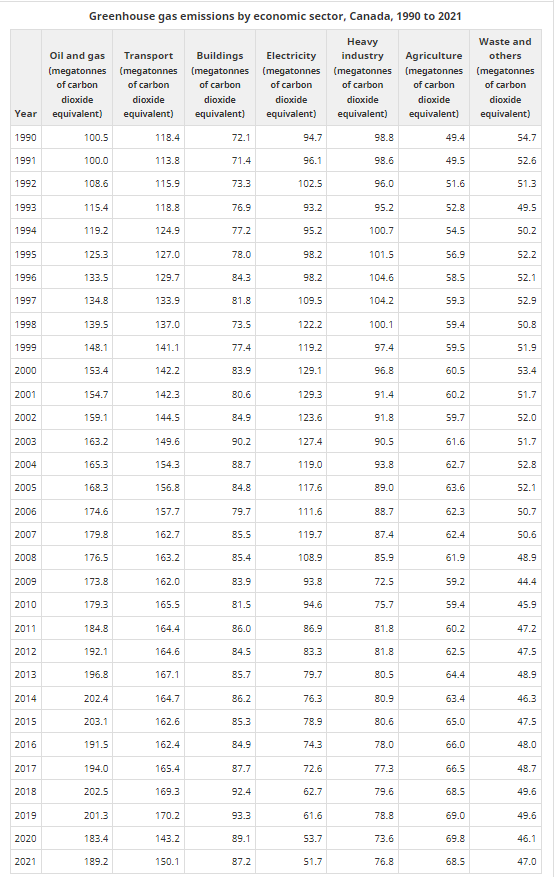 Greenhouse gas emissions by economic sector, Canada, 1990 to 2021
Year Oil and gas (megatonnes of carbon dioxide equivalent) Transport (megatonnes of carbon dioxide equivalent) Buildings (megatonnes of carbon dioxide equivalent) Electricity (megatonnes of carbon dioxide equivalent) Heavy industry (megatonnes of carbon dioxide equivalent) Agriculture (megatonnes of carbon dioxide equivalent) Waste and others (megatonnes of carbon dioxide equivalent)
1990 100.5 118.4 72.1 94.7 98.8 49.4 54.7
1991 100.0 113.8 71.4 96.1 98.6 49.5 52.6
1992 108.6 115.9 73.3 102.5 96.0 51.6 51.3
1993 115.4 118.8 76.9 93.2 95.2 52.8 49.5
1994 119.2 124.9 77.2 95.2 100.7 54.5 50.2
1995 125.3 127.0 78.0 98.2 101.5 56.9 52.2
1996 133.5 129.7 84.3 98.2 104.6 58.5 52.1
1997 134.8 133.9 81.8 109.5 104.2 59.3 52.9
1998 139.5 137.0 73.5 122.2 100.1 59.4 50.8
1999 148.1 141.1 77.4 119.2 97.4 59.5 51.9
2000 153.4 142.2 83.9 129.1 96.8 60.5 53.4
2001 154.7 142.3 80.6 129.3 91.4 60.2 51.7
2002 159.1 144.5 84.9 123.6 91.8 59.7 52.0
2003 163.2 149.6 90.2 127.4 90.5 61.6 51.7
2004 165.3 154.3 88.7 119.0 93.8 62.7 52.8
2005 168.3 156.8 84.8 117.6 89.0 63.6 52.1
2006 174.6 157.7 79.7 111.6 88.7 62.3 50.7
2007 179.8 162.7 85.5 119.7 87.4 62.4 50.6
2008 176.5 163.2 85.4 108.9 85.9 61.9 48.9
2009 173.8 162.0 83.9 93.8 72.5 59.2 44.4
2010 179.3 165.5 81.5 94.6 75.7 59.4 45.9
2011 184.8 164.4 86.0 86.9 81.8 60.2 47.2
2012 192.1 164.6 84.5 83.3 81.8 62.5 47.5
2013 196.8 167.1 85.7 79.7 80.5 64.4 48.9
2014 202.4 164.7 86.2 76.3 80.9 63.4 46.3
2015 203.1 162.6 85.3 78.9 80.6 65.0 47.5
2016 191.5 162.4 84.9 74.3 78.0 66.0 48.0
2017 194.0 165.4 87.7 72.6 77.3 66.5 48.7
2018 202.5 169.3 92.4 62.7 79.6 68.5 49.6
2019 201.3 170.2 93.3 61.6 78.8 69.0 49.6
2020 183.4 143.2 89.1 53.7 73.6 69.8 46.1
2021 189.2 150.1 87.2 51.7 76.8 68.5 47.0